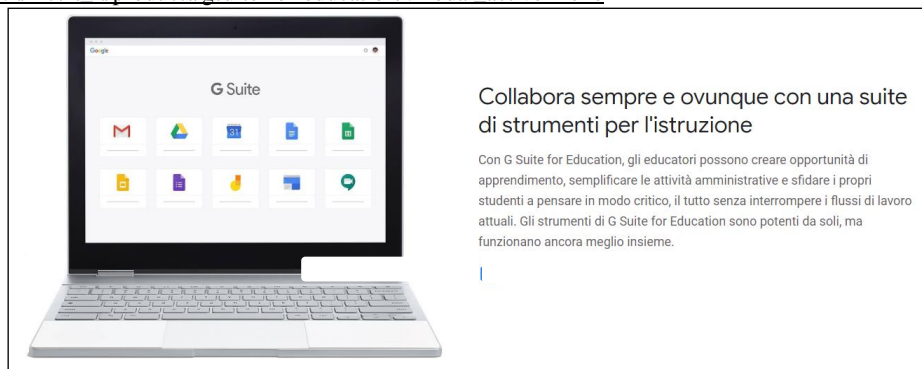 Google
G Suite
31
Collabora sempre e ovunque con una suite
di strumenti per l'istruzione
Con G Suite for Education, gli educatori possono creare opportunità di
apprendimento, semplificare le attività amministrative e sfidare i propri
studenti a pensare in modo critico, il tutto senza interrompere i flussi di lavoro
attuali. Gli strumenti di G Suite for Education sono potenti da soli, ma
funzionano ancora meglio insieme.